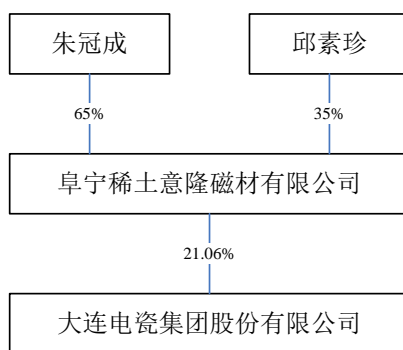 朱冠成
邱素珍
65%
35%
阜宁稀土意隆磁材有限公司
21.06%
大连电瓷集团股份有限公司